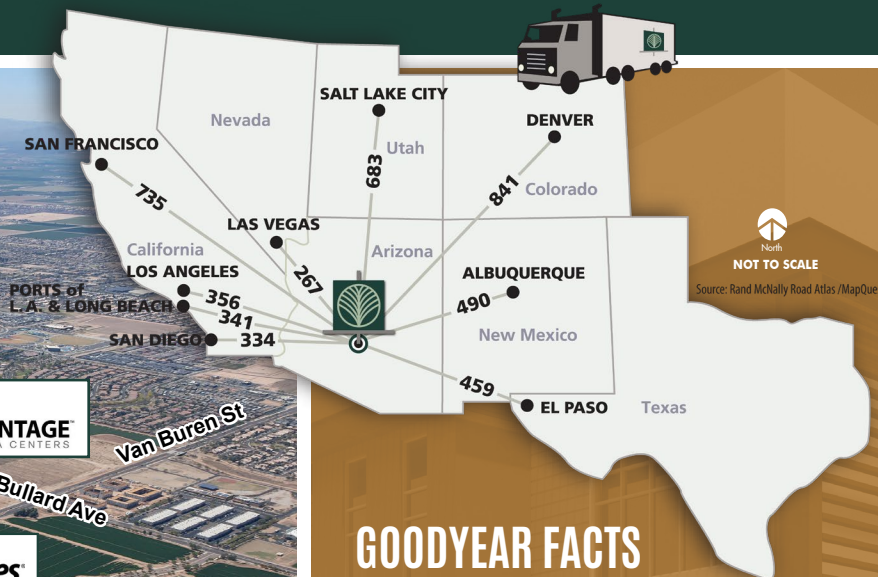 SALT LAKE CITY
Nevada
DENVER
SAN FRANCISCO
Utah
683
841
735
Colorado
LAS VEGAS
California
Arizona
North
NOT TO SCALE
LOS ANGELES
267
ALBUQUERQUE
Source: Rand McNally Road Atlas /MapQue
PORTS of
L.A. & LONG BEACH
356
490
341
SAN DIEGO
334
New Mexico
459
EL PASO
Texas
NTAGE™
A CENTERS
Van Buren St
Bullard Ave
GOODYEAR FACTS
PS